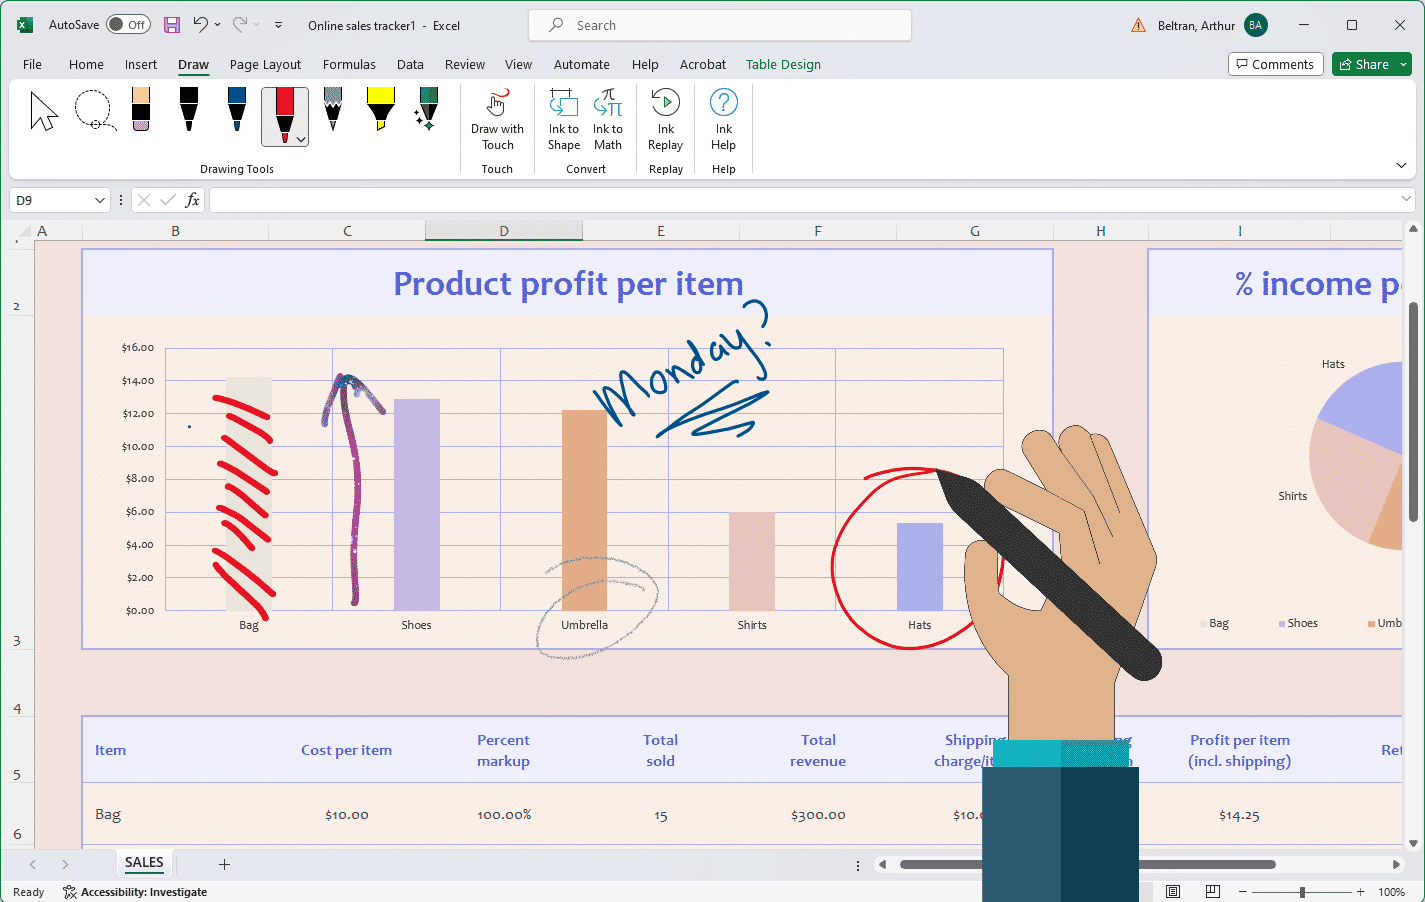 AutoSave Off Online sales tracker1 - Excel Search Beltran, Arthur BA
File Home Insert Draw Page Layout Formulas Data Review View Automate Help Acrobat Table Design Comments Share
Draw with Touch
Ink to Shape
Ink to Math
Ink Replay
Ink Help
Drawing Tools Touch Convert Replay Help
D9 fx
A B C D E F G H I
2
Product profit per item
% income
Monday?
$16.00
$14.00
$12.00
$10.00
$8.00
$6.00
$4.00
$2.00
$0.00
Bag Shoes Umbrella Shirts Hats
Hats
Shirts
Bag Shoes Umb
3
4
5
Item Cost per item Percent markup Total sold Total revenue Shipping charge/it Profit per item (incl. shipping) Ret
6
Bag $10.00 100.00% 15 $300.00 $10.0 $14.25
SALES
Ready Accessibility: Investigate 100%